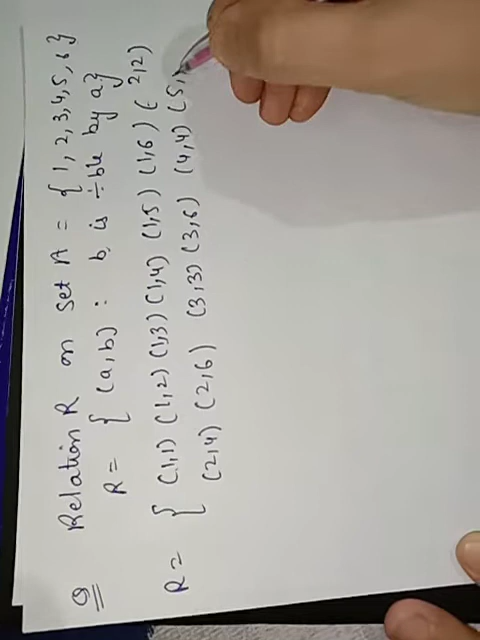 Q Relation R on set A = { 1, 2, 3, 4, 5, 6 }
R = { (a, b) : b is ÷ble by a }
R = { (1,1) (1,2) (1,3) (1,4) (1,5) (1,6) (2,2)
(2,4) (2,6) (3,3) (3,6) (4,4) (5,